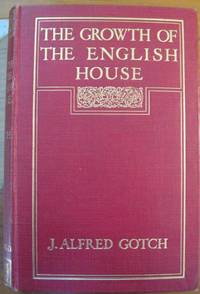 THE GROWTH OF
THE ENGLISH
HOUSE
J. ALFRED GOTCH